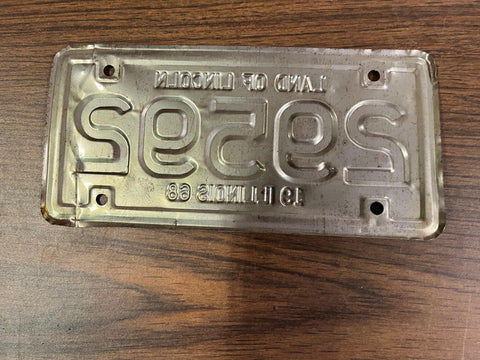 LAND OF LINCOLN
29592
19 ILLINOIS 68